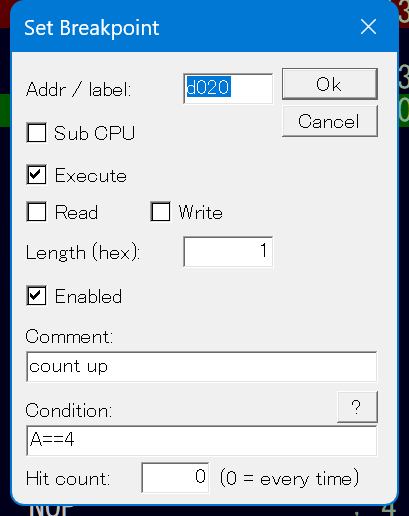 Set Breakpoint
Addr / label: d020 Ok
Sub CPU Cancel
Execute
Read Write
Length (hex): 1
Enabled
Comment:
count up
Condition: ?
A==4
Hit count: 0 (0 = every time)